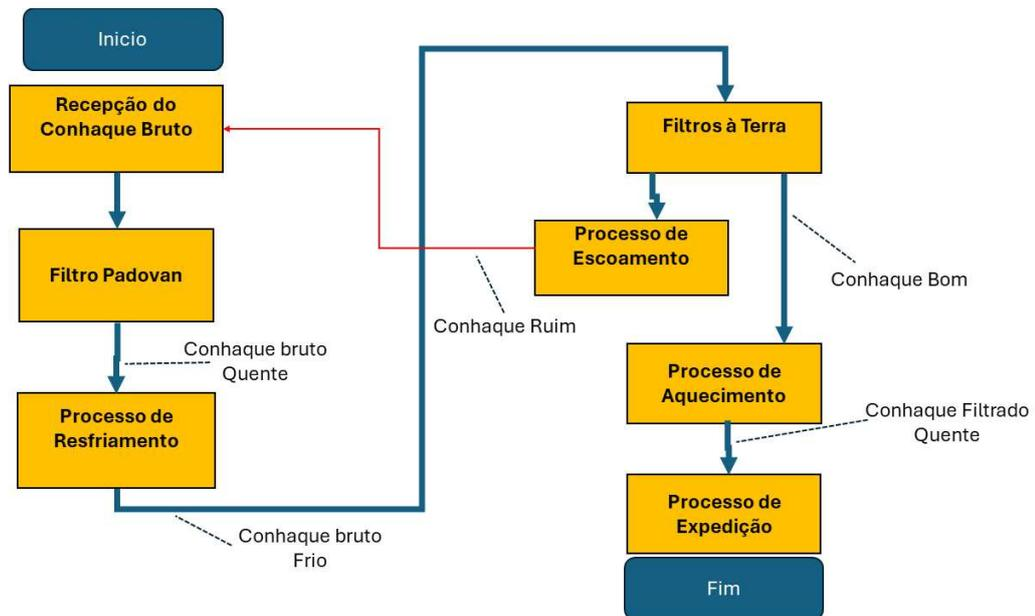 Inicio
Recepção do
Conhaque Bruto
Filtro Padovan
Conhaque bruto
Quente
Processo de
Resfriamento
Conhaque bruto
Frio
Filtros à Terra
Processo de
Escoamento
Conhaque Ruim
Conhaque Bom
Processo de
Aquecimento
Conhaque Filtrado
Quente
Processo de
Expedição
Fim